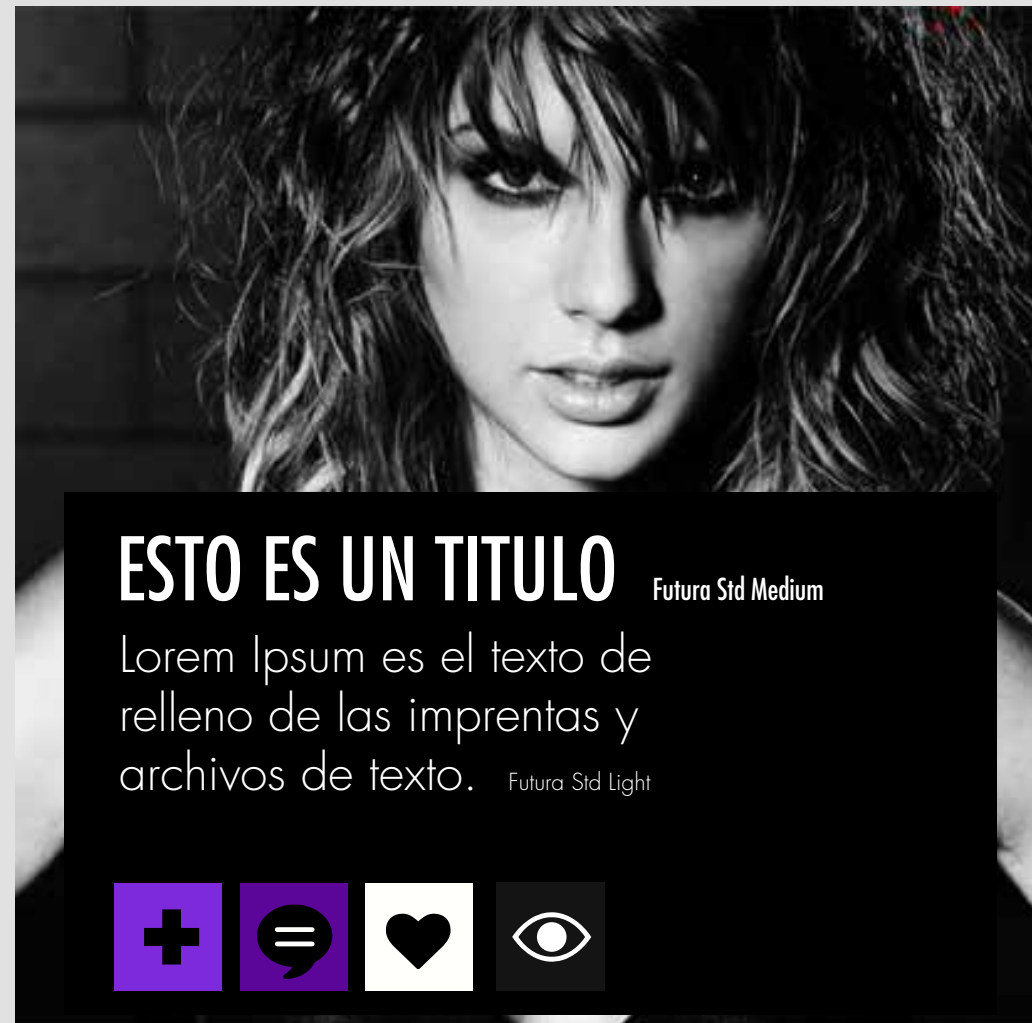 ESTO ES UN TITULO Futura Std Medium
Lorem Ipsum es el texto de
relleno de las imprentas y
archivos de texto. Futura Std Light